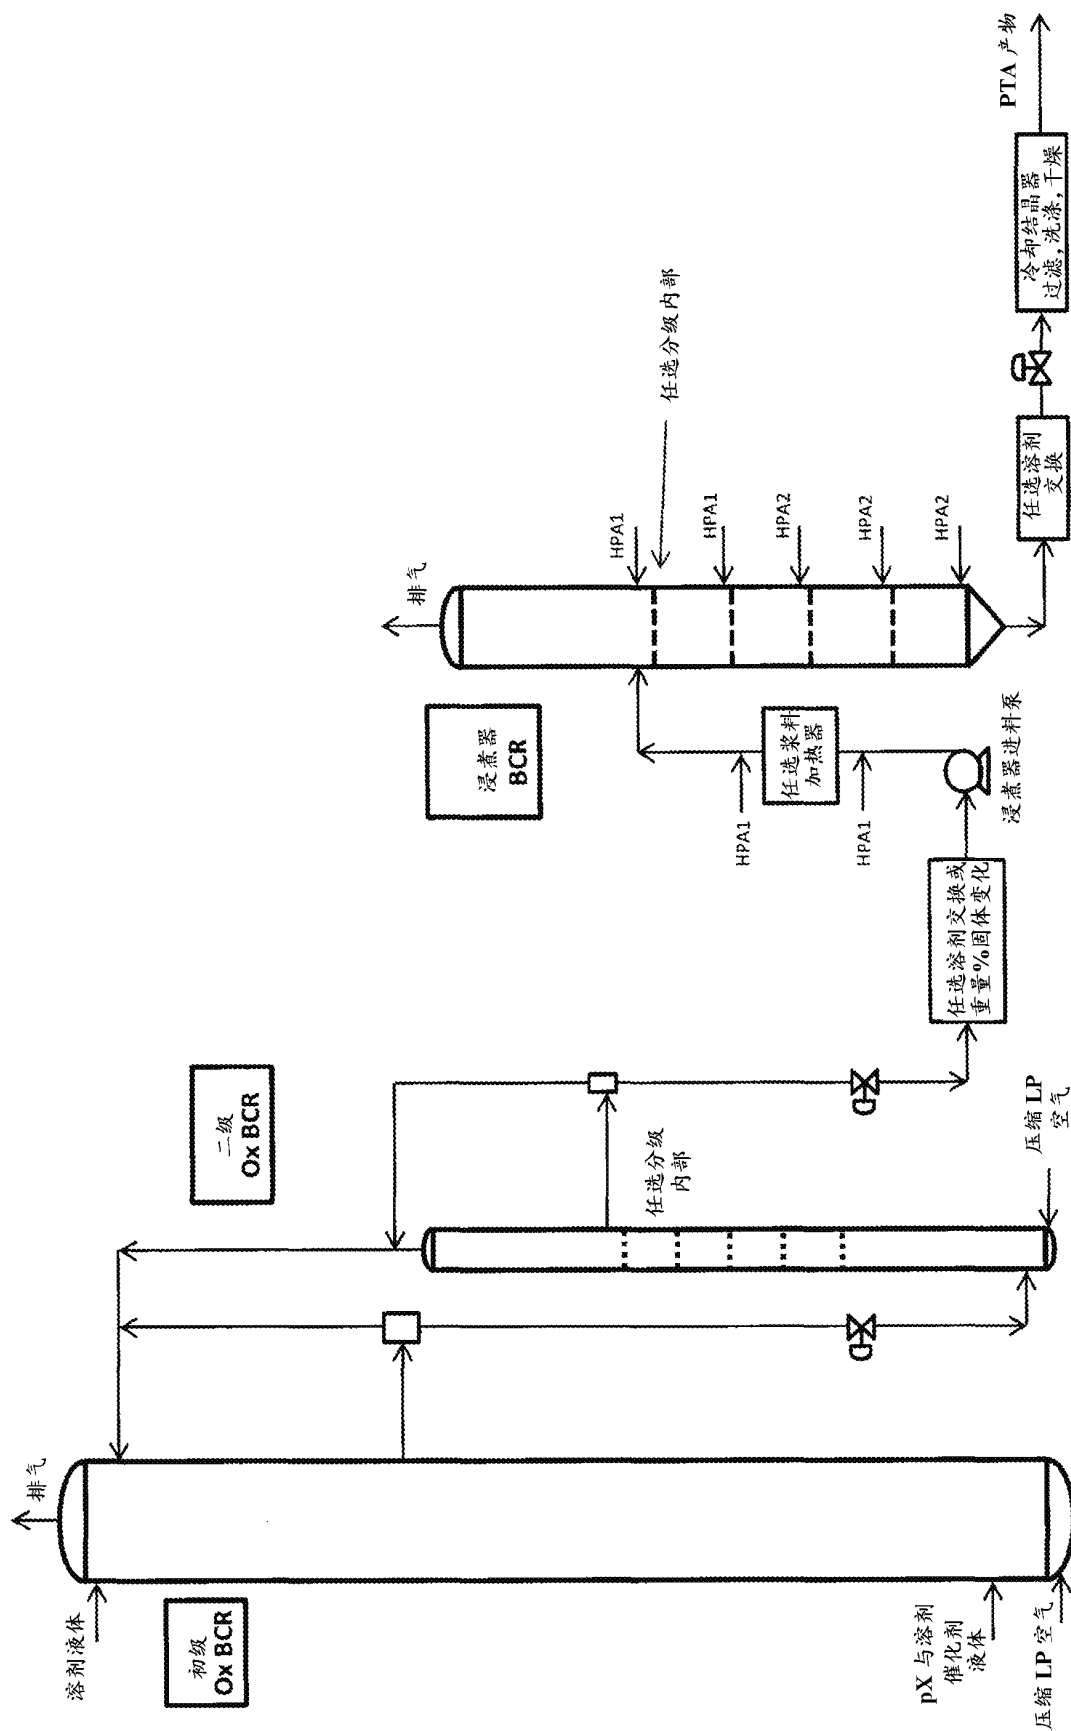 排气
溶剂液体
初级
Ox BCR
pX 与溶剂
催化剂
液体
压缩 LP 空气
二级
Ox BCR
任选分级
内部
压缩 LP
空气
任选溶剂交换或
重量%固体变化
浸煮器进料泵
HPA1
任选浆料
加热器
HPA1
浸煮器
BCR
排气
HPA1
任选分级内部
HPA1
HPA2
HPA2
HPA2
任选溶剂
交换
冷却结晶器
过滤,洗涤,干燥
PTA 产物